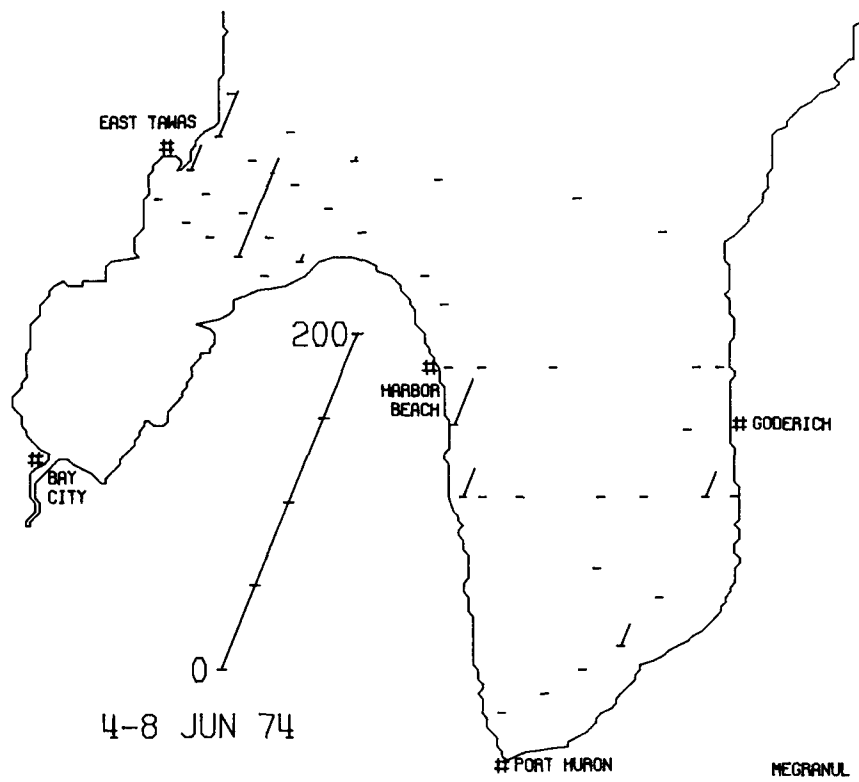 EAST TAWAS
200
HARBOR
BEACH
GODERICH
BAY
CITY
0
4-8 JUN 74
PORT HURON
MEGRANUL